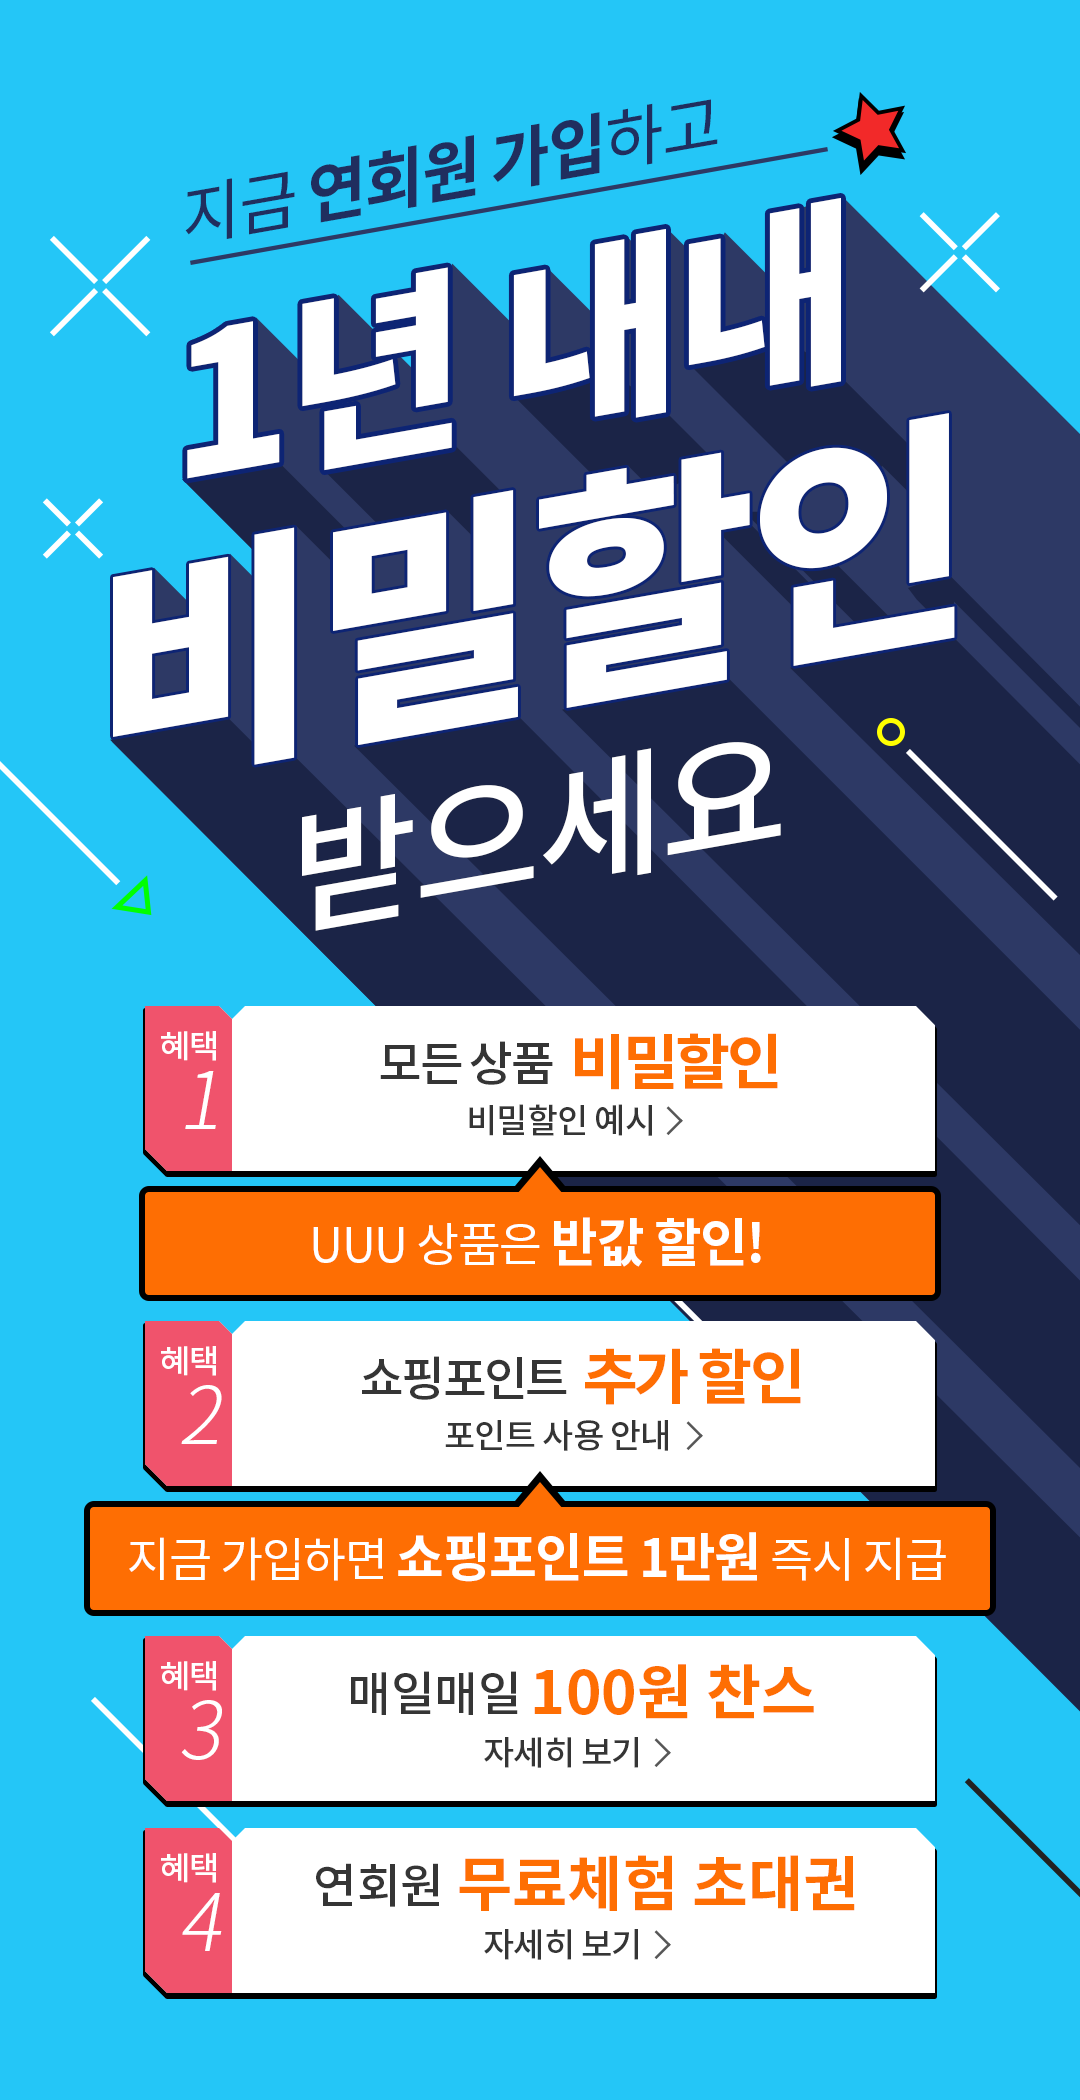 지금 연회원 가입하고
1년 내내
비밀할인
받으세요
혜택
1
모든 상품 비밀할인
비밀할인 예시 >
UUU 상품은 반값 할인!
혜택
2
쇼핑포인트 추가 할인
포인트 사용 안내 >
지금 가입하면 쇼핑포인트 1만원 즉시 지급
혜택
3
매일매일 100원 찬스
자세히 보기 >
혜택
4
연회원 무료체험 초대권
자세히 보기 >